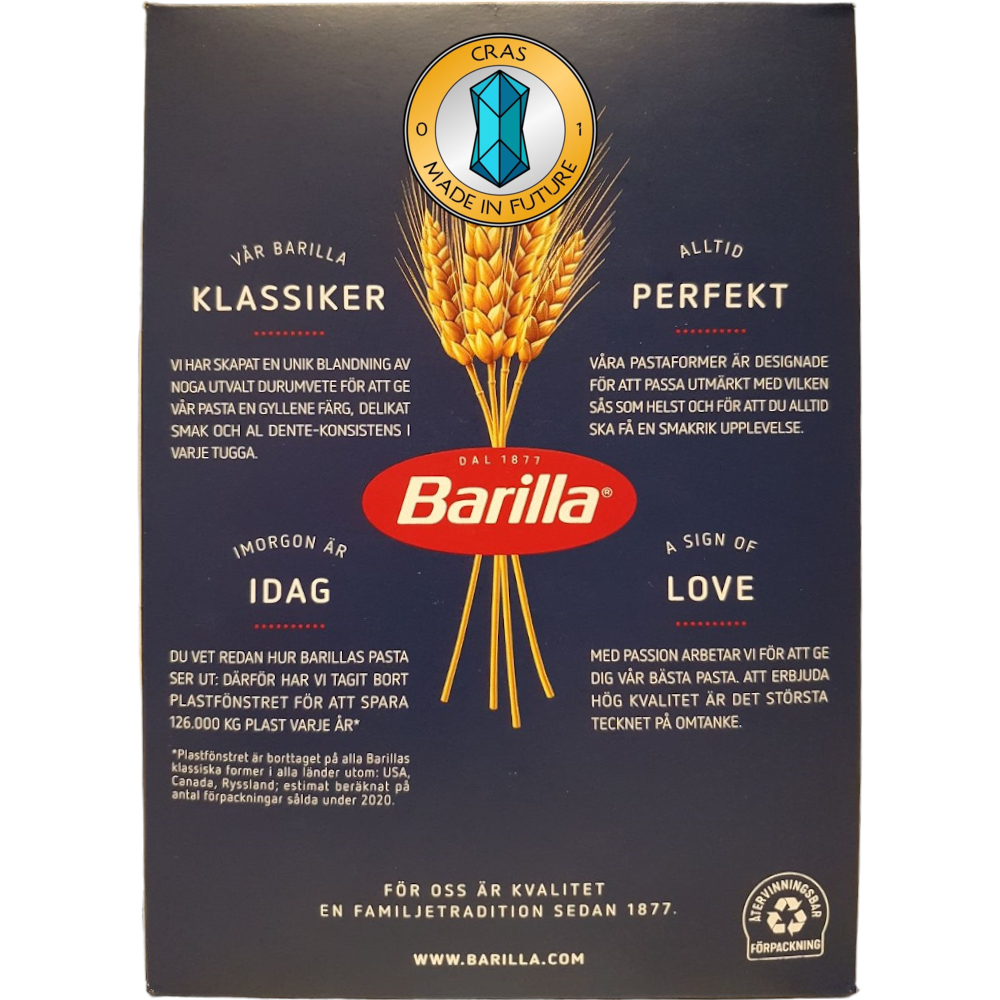 CRAS
0 1
MADE IN FUTURE
VÅR BARILLA
KLASSIKER
VI HAR SKAPAT EN UNIK BLANDNING AV
NOGA UTVALT DURUMVETE FÖR ATT GE
VÅR PASTA EN GYLLENE FÄRG, DELIKAT
SMAK OCH AL DENTE-KONSISTENS I
VARJE TUGGA.
ALLTID
PERFEKT
VÅRA PASTAFORMER ÄR DESIGNADE
FÖR ATT PASSA UTMÄRKT MED VILKEN
SÅS SOM HELST OCH FÖR ATT DU ALLTID
SKA FÅ EN SMAKRIK UPPLEVELSE.
DAL 1877
Barilla®
IMORGON ÄR
IDAG
DU VET REDAN HUR BARILLAS PASTA
SER UT: DÄRFÖR HAR VI TAGIT BORT
PLASTFÖNSTRET FÖR ATT SPARA
126.000 KG PLAST VARJE ÅR*
*Plastfönstret är borttaget på alla Barillas
klassiska former i alla länder utom: USA,
Canada, Ryssland; estimat beräknat på
antal förpackningar sålda under 2020.
A SIGN OF
LOVE
MED PASSION ARBETAR VI FÖR ATT GE
DIG VÅR BÄSTA PASTA. ATT ERBJUDA
HÖG KVALITET ÄR DET STÖRSTA
TECKNET PÅ OMTANKE.
FÖR OSS ÄR KVALITET
EN FAMILJETRADITION SEDAN 1877.
WWW.BARILLA.COM
ÅTERVINNINGSBAR
FÖRPACKNING